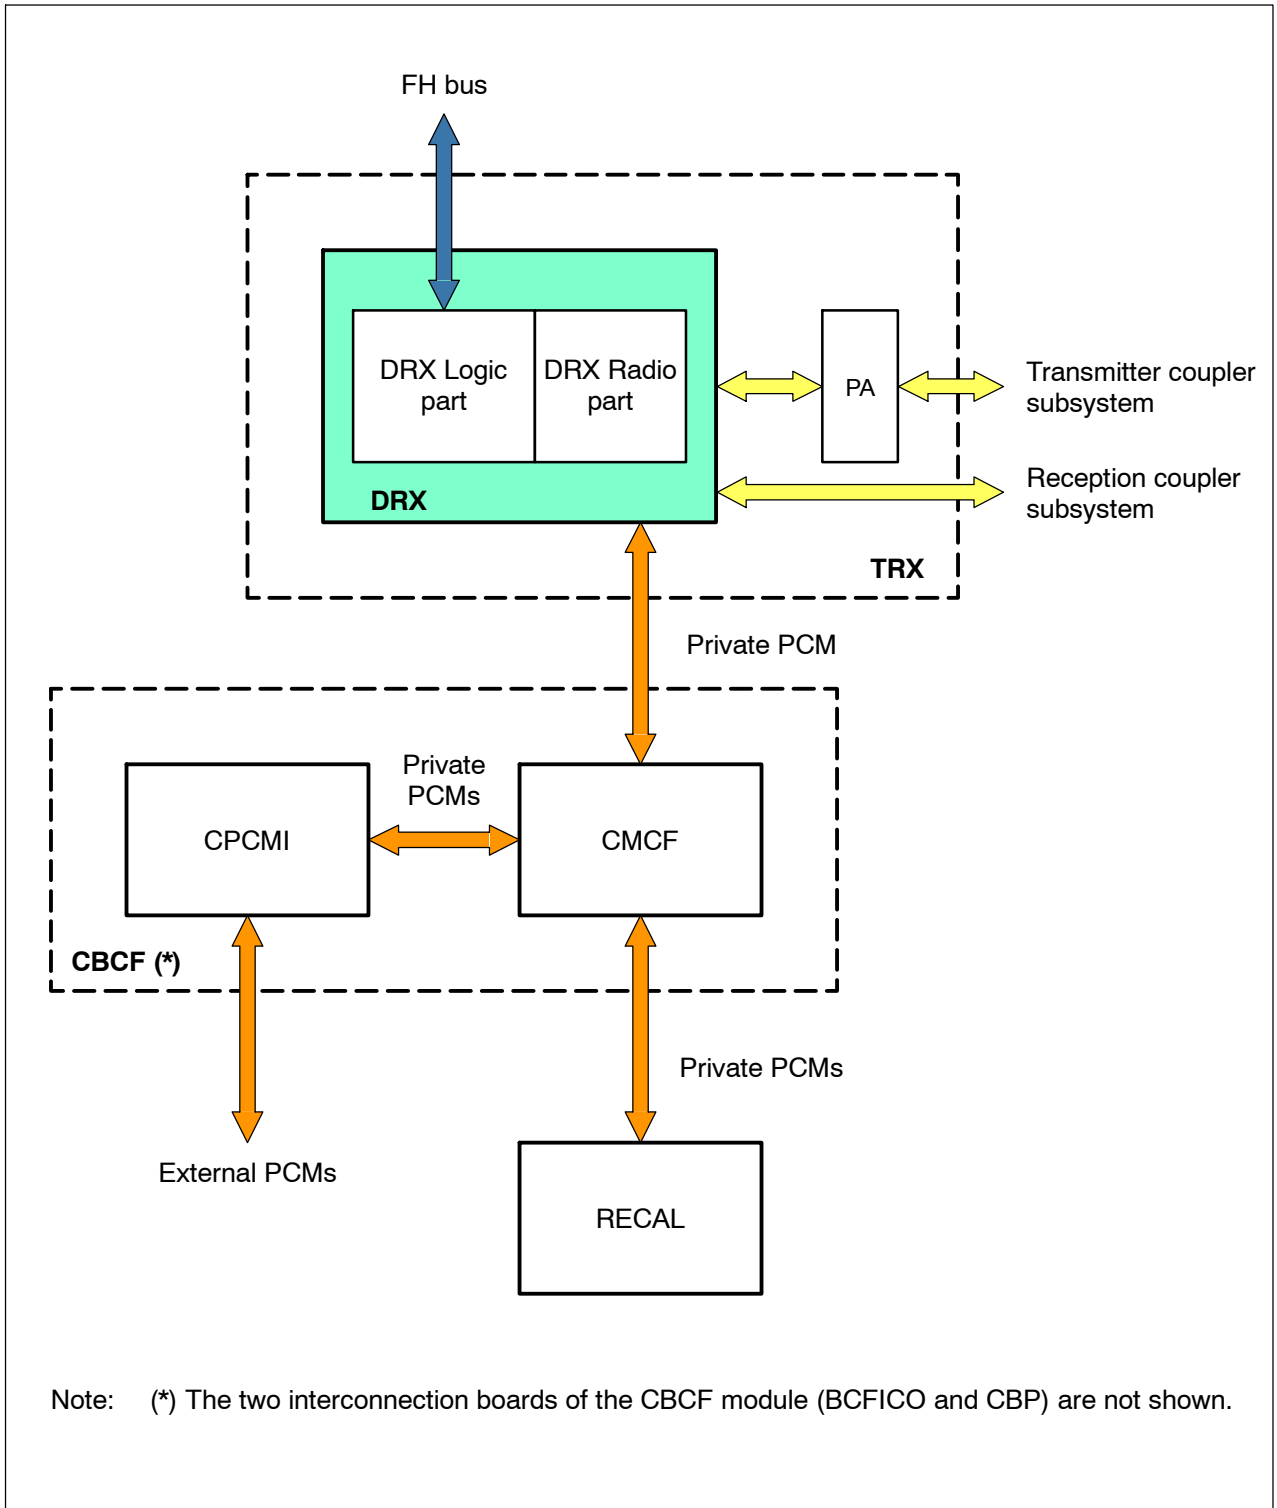 FH bus
DRX Logic
part
DRX Radio
part
PA
Transmitter coupler
subsystem
DRX
Reception coupler
subsystem
TRX
Private PCM
Private
PCMs
CPCMI
CMCF
CBCF (*)
Private PCMs
External PCMs
RECAL
Note: (*) The two interconnection boards of the CBCF module (BCFICO and CBP) are not shown.